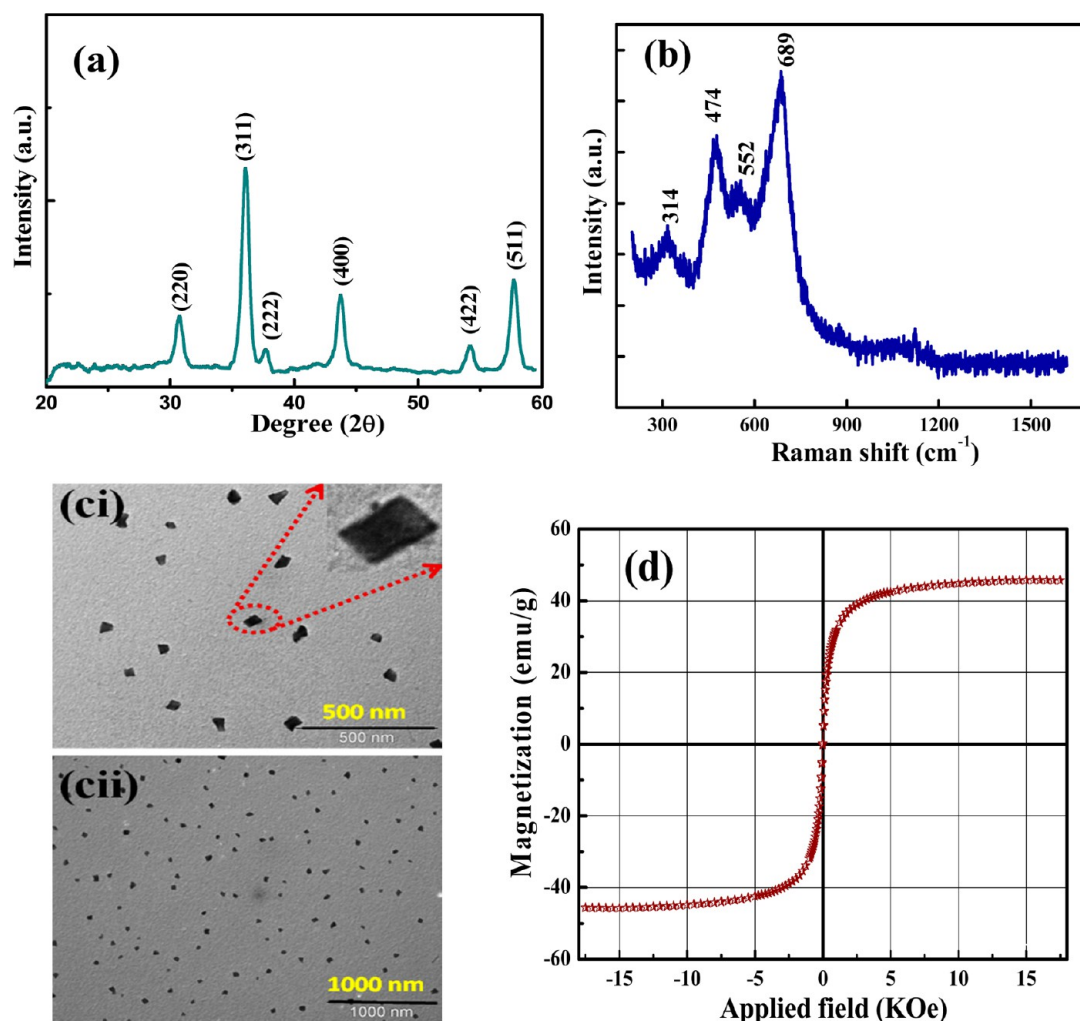 (a)
Intensity (a.u.)
(220)
(311)
(222)
(400)
(422)
(511)
20
30
40
50
60
Degree (2θ)
(b)
Intensity (a.u.)
314
474
552
689
300
600
900
1200
1500
Raman shift (cm⁻¹)
(ci)
500 nm
500 nm
(cii)
1000 nm
1000 nm
(d)
Magnetization (emu/g)
60
40
20
0
-20
-40
-60
-15
-10
-5
0
5
10
15
Applied field (KOe)